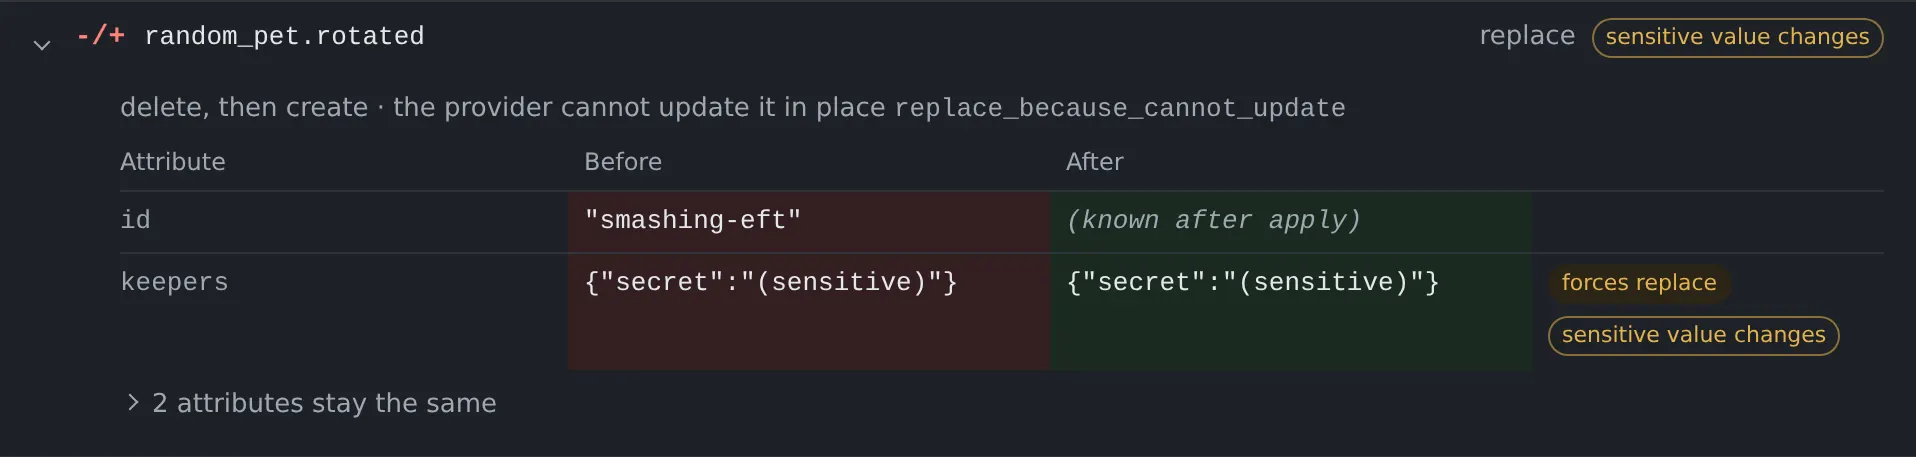 -/+ random_pet.rotated replace sensitive value changes
delete, then create · the provider cannot update it in place replace_because_cannot_update
Attribute Before After
id "smashing-eft" (known after apply)
keepers {"secret":"(sensitive)"} {"secret":"(sensitive)"} forces replace
sensitive value changes
2 attributes stay the same